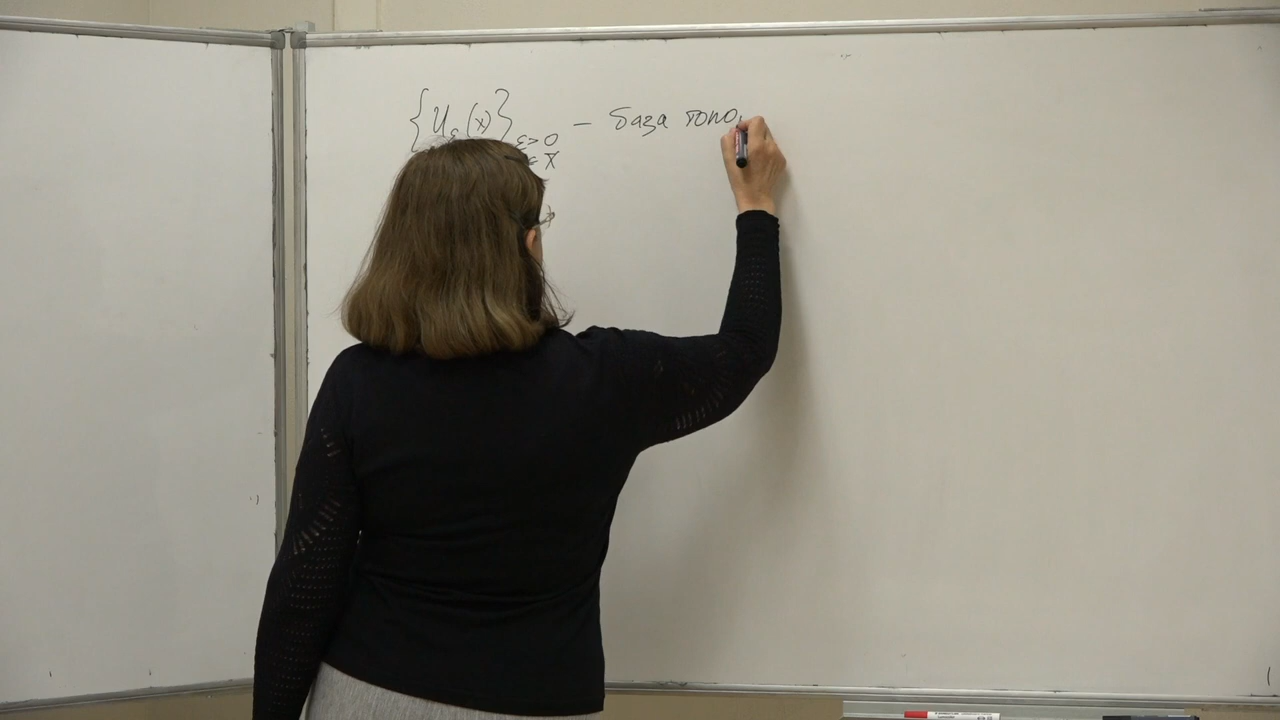 {U_ε(x)}_{ε>0} — база топо
∈ X